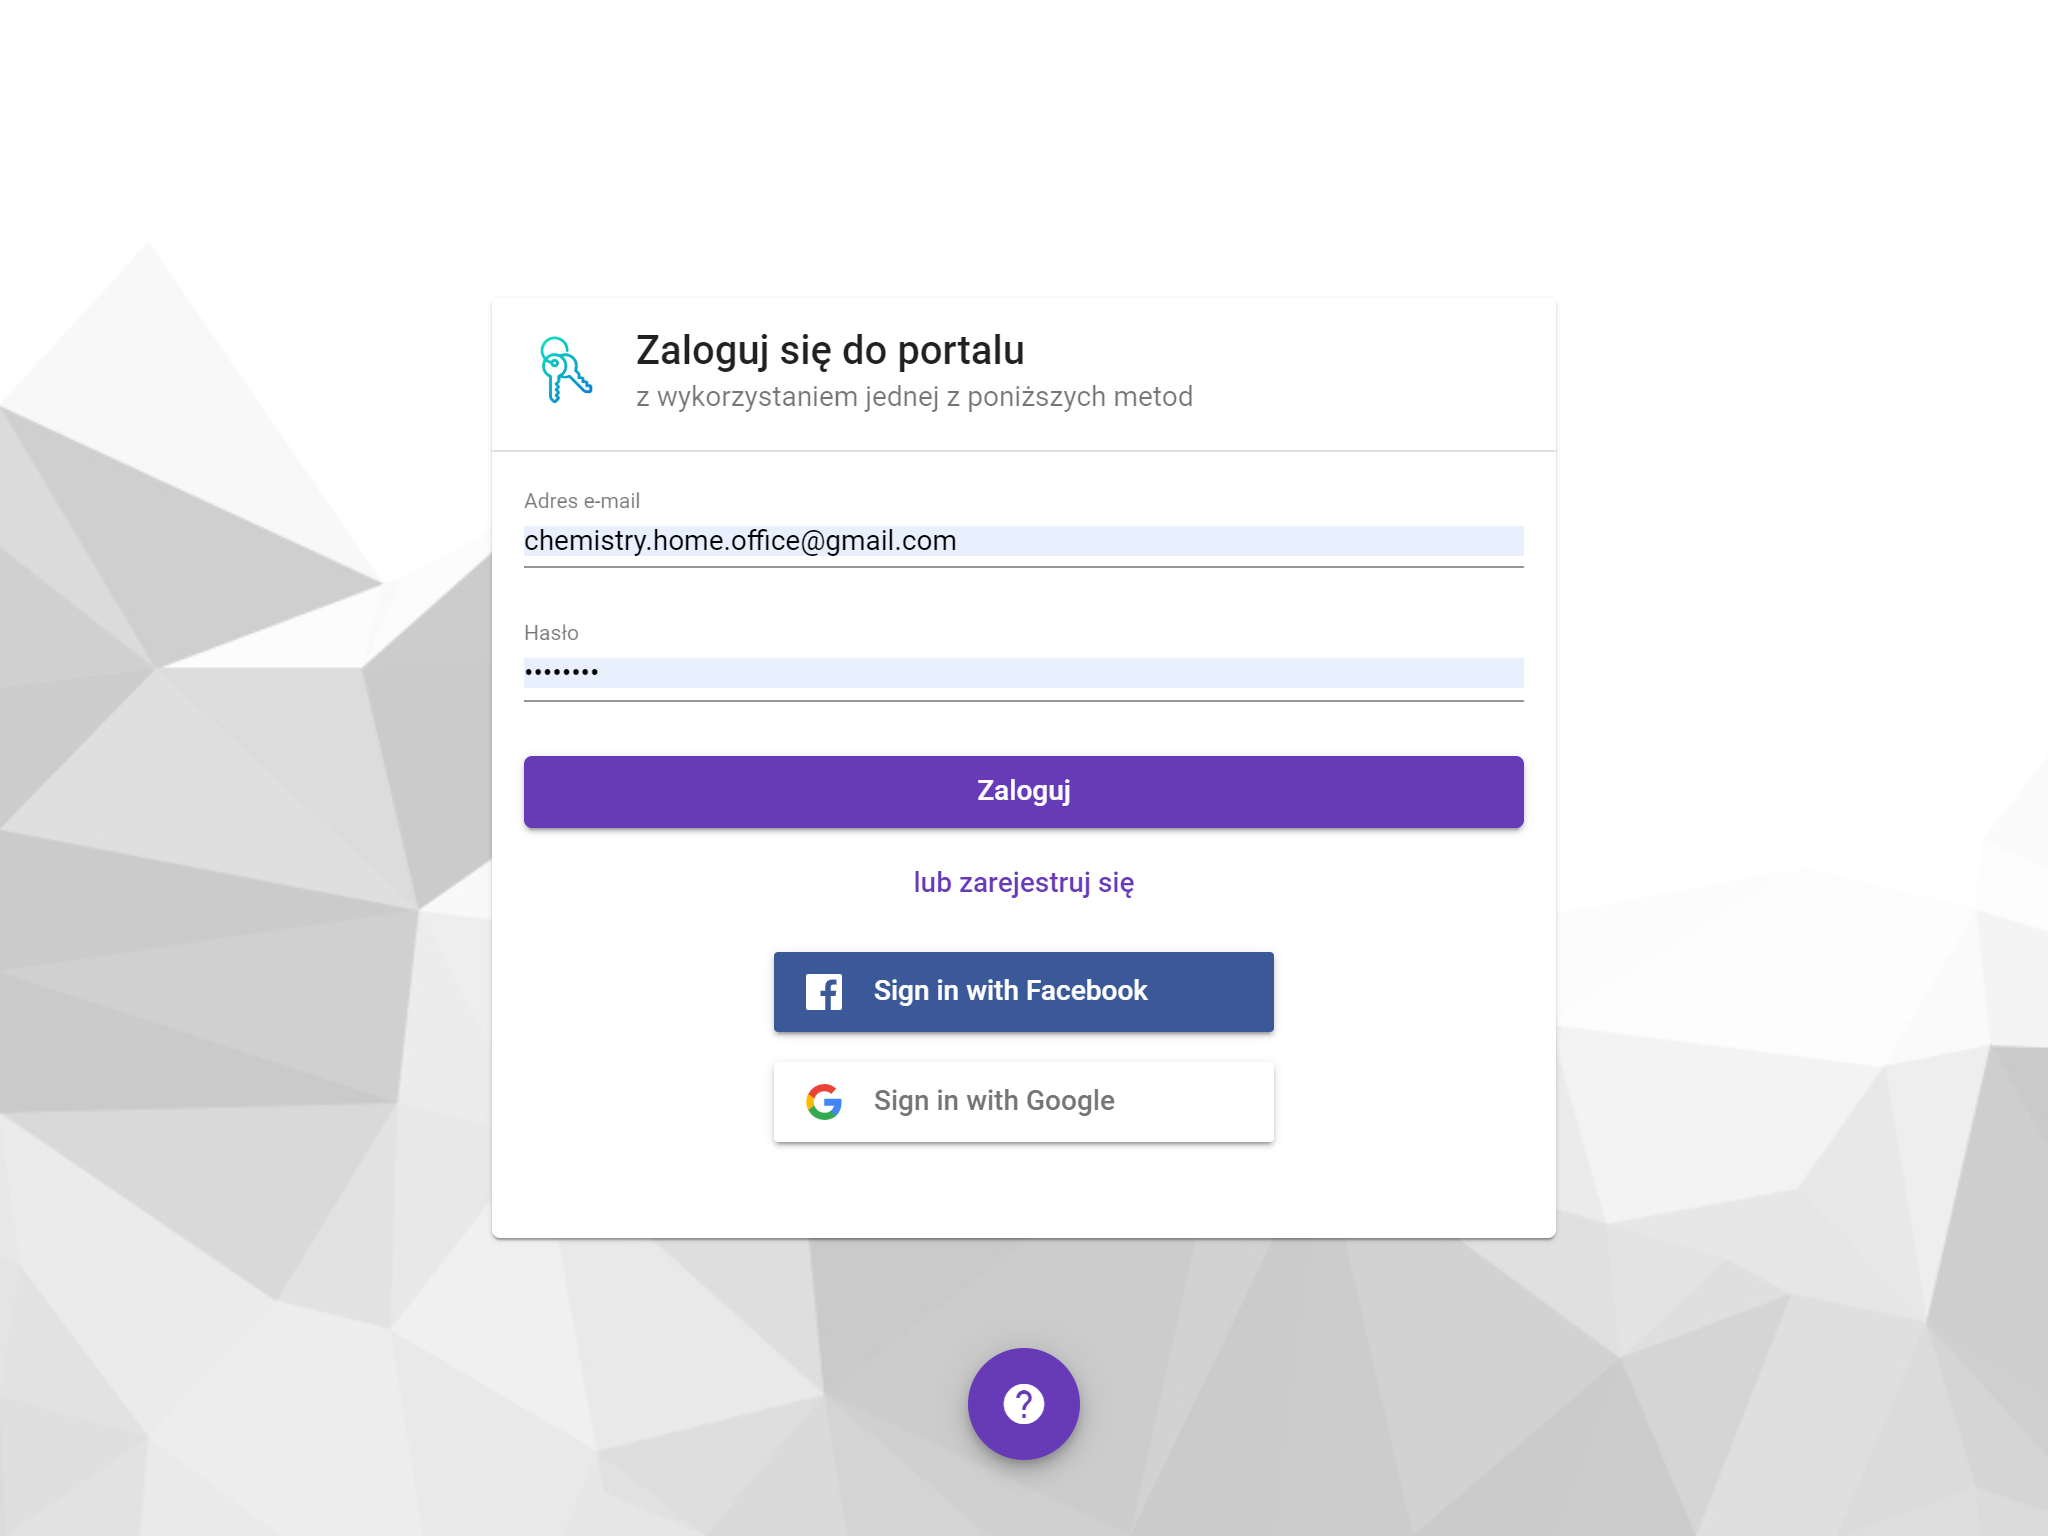 Zaloguj się do portalu
z wykorzystaniem jednej z poniższych metod
Adres e-mail
chemistry.home.office@gmail.com
Hasło
••••••••
Zaloguj
lub zarejestruj się
Sign in with Facebook
Sign in with Google
?